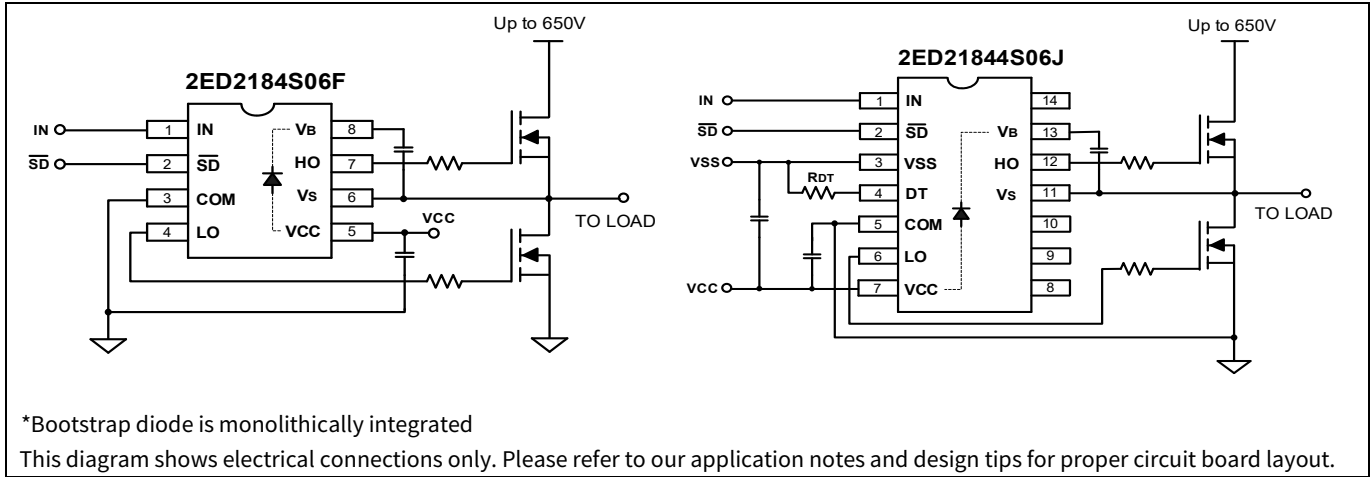 Up to 650V
2ED2184S06F
IN
SD
1 IN
2 SD
3 COM
4 LO
VB 8
HO 7
VS 6
VCC 5
VCC
TO LOAD
Up to 650V
2ED21844S06J
IN
SD
VSS
RDT
VCC
1 IN
2 SD
3 VSS
4 DT
5 COM
6 LO
7 VCC
14
VB 13
HO 12
VS 11
10
9
8
TO LOAD
*Bootstrap diode is monolithically integrated
This diagram shows electrical connections only. Please refer to our application notes and design tips for proper circuit board layout.